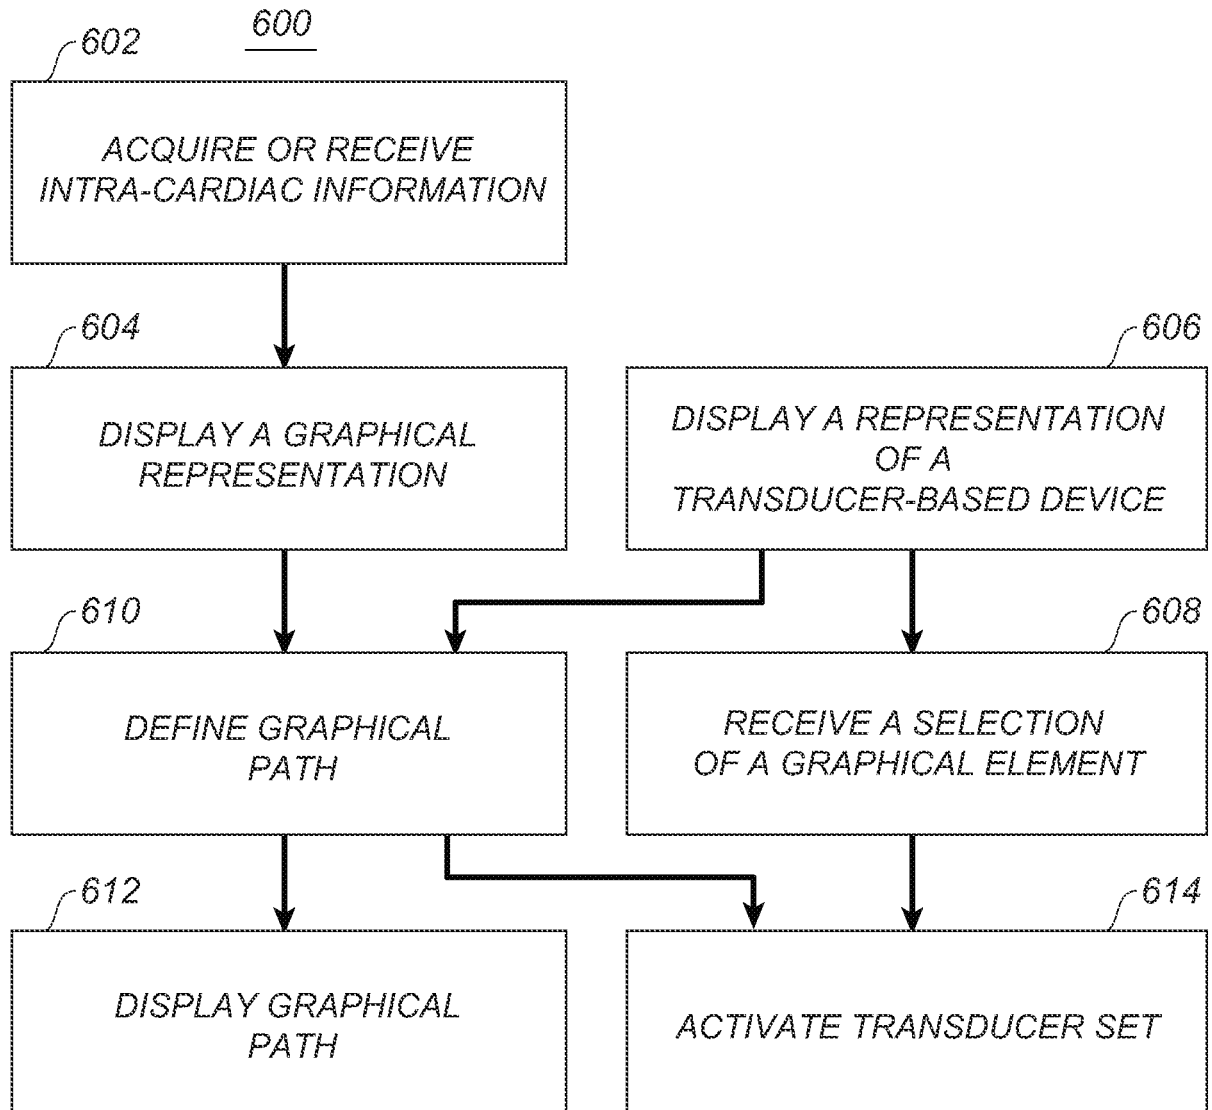 600
602
ACQUIRE OR RECEIVE
INTRA-CARDIAC INFORMATION
604
DISPLAY A GRAPHICAL
REPRESENTATION
606
DISPLAY A REPRESENTATION
OF A
TRANSDUCER-BASED DEVICE
610
DEFINE GRAPHICAL
PATH
608
RECEIVE A SELECTION
OF A GRAPHICAL ELEMENT
612
DISPLAY GRAPHICAL
PATH
614
ACTIVATE TRANSDUCER SET